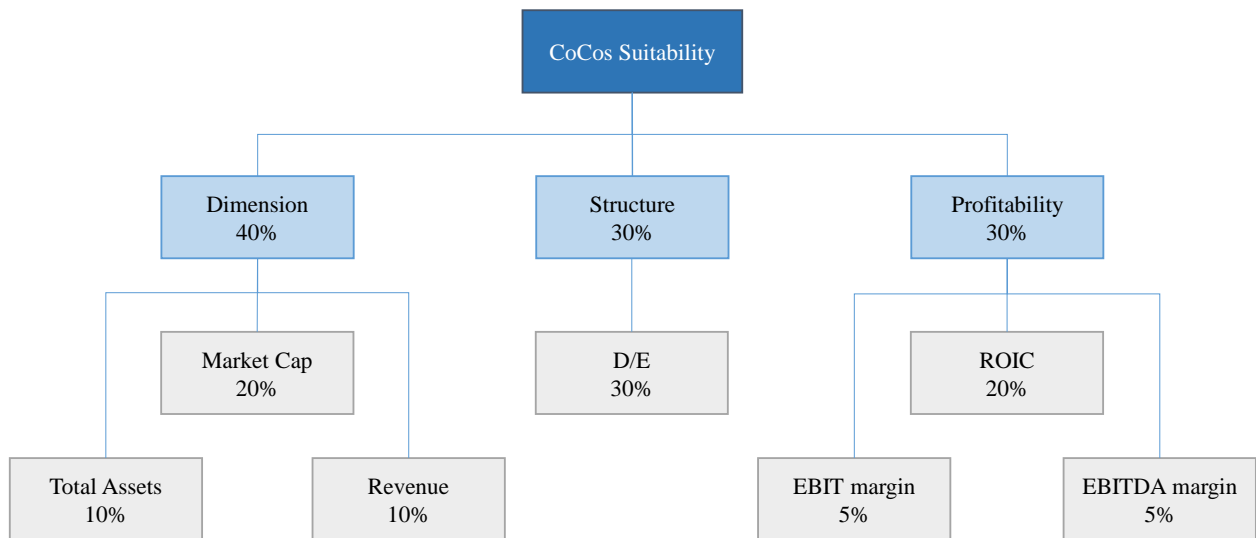 CoCos Suitability
Dimension
40%
Structure
30%
Profitability
30%
Market Cap
20%
D/E
30%
ROIC
20%
Total Assets
10%
Revenue
10%
EBIT margin
5%
EBITDA margin
5%